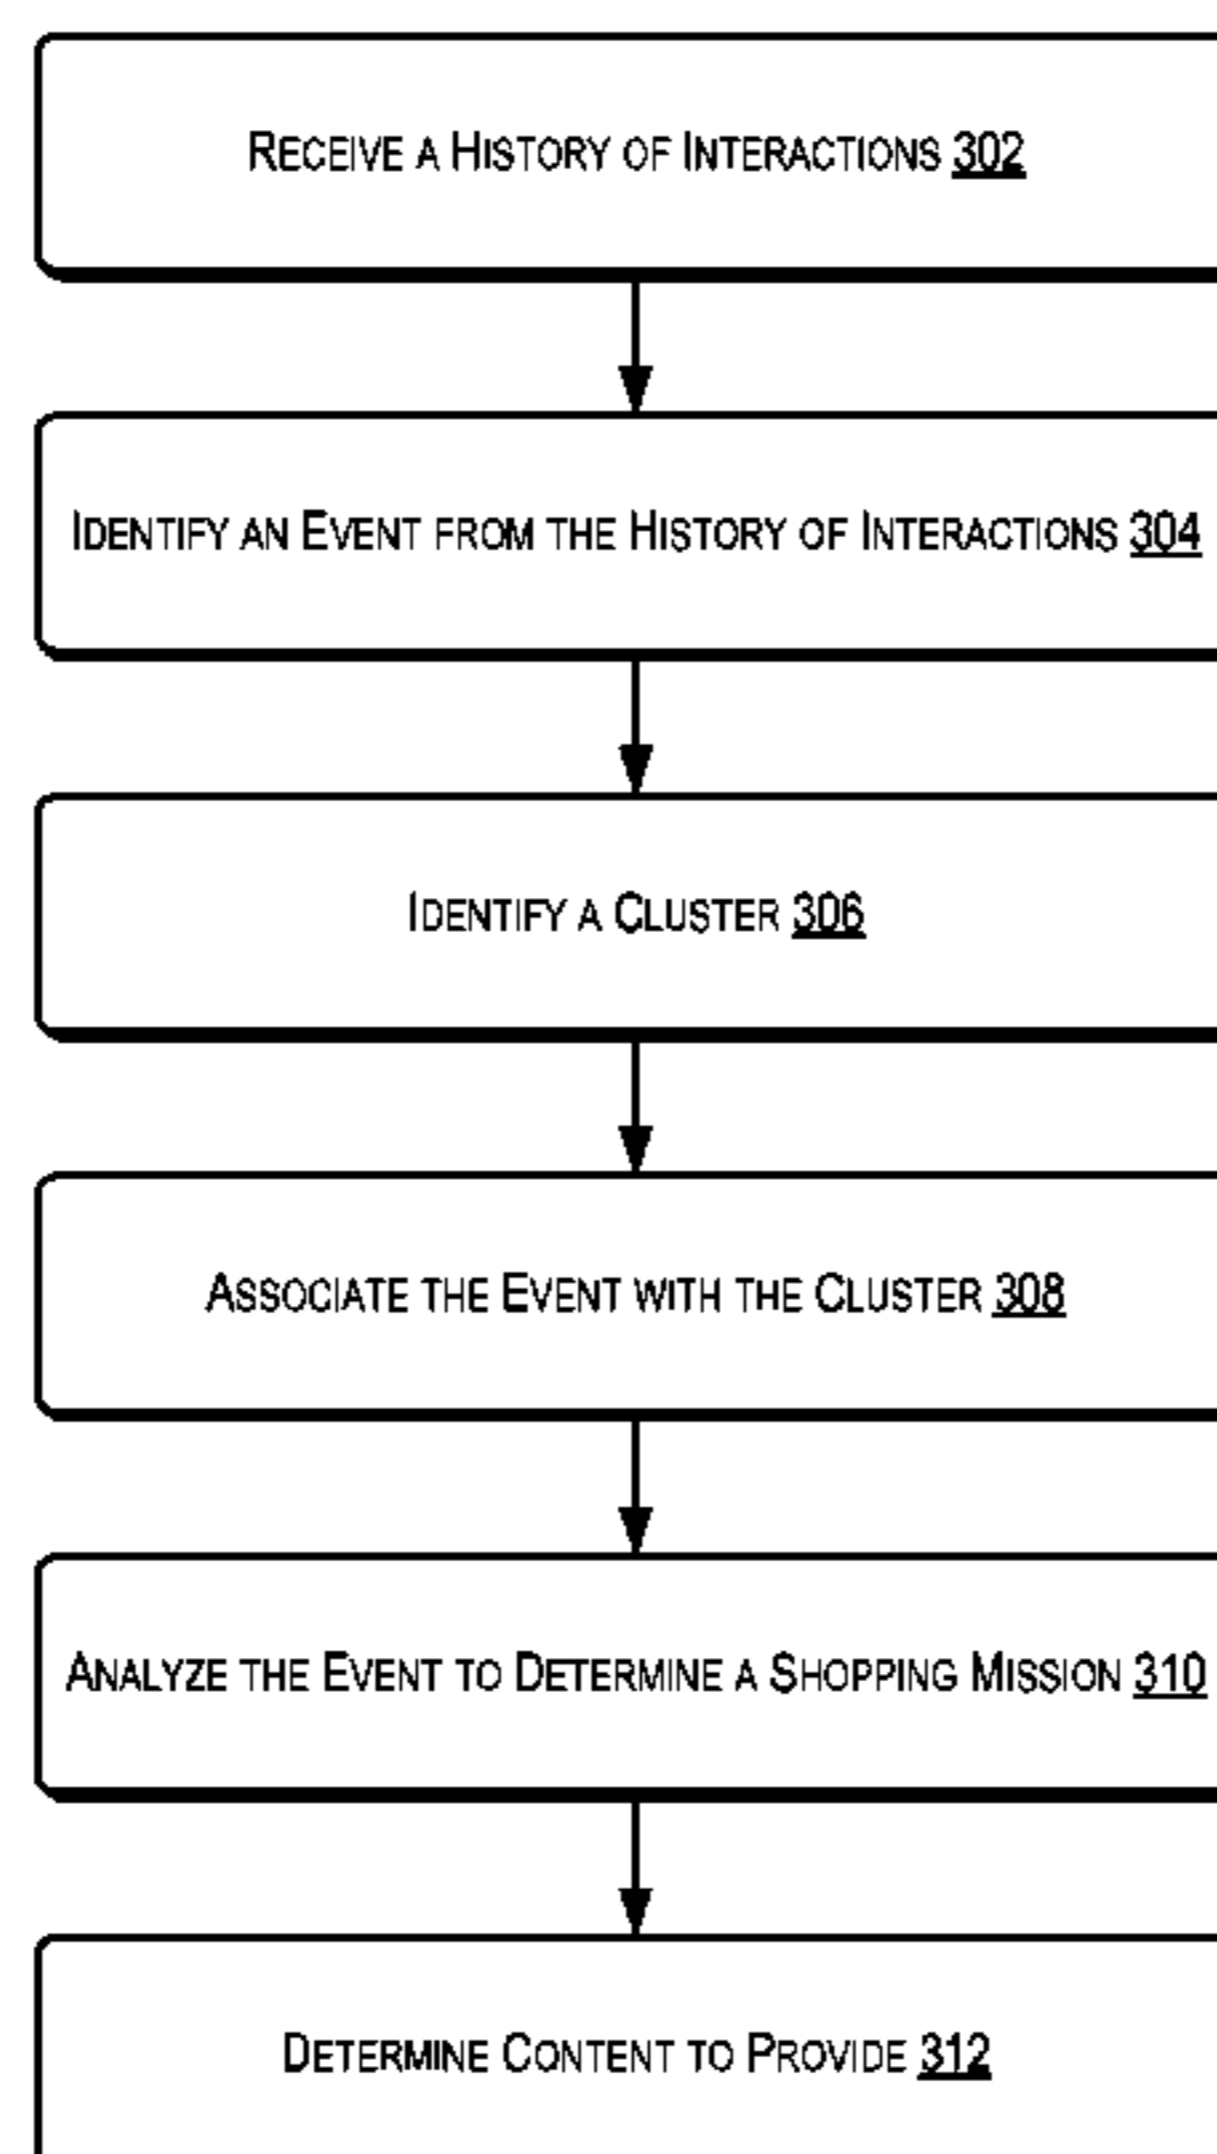 Receive a History of Interactions 302
Identify an Event from the History of Interactions 304
Identify a Cluster 306
Associate the Event with the Cluster 308
Analyze the Event to Determine a Shopping Mission 310
Determine Content to Provide 312